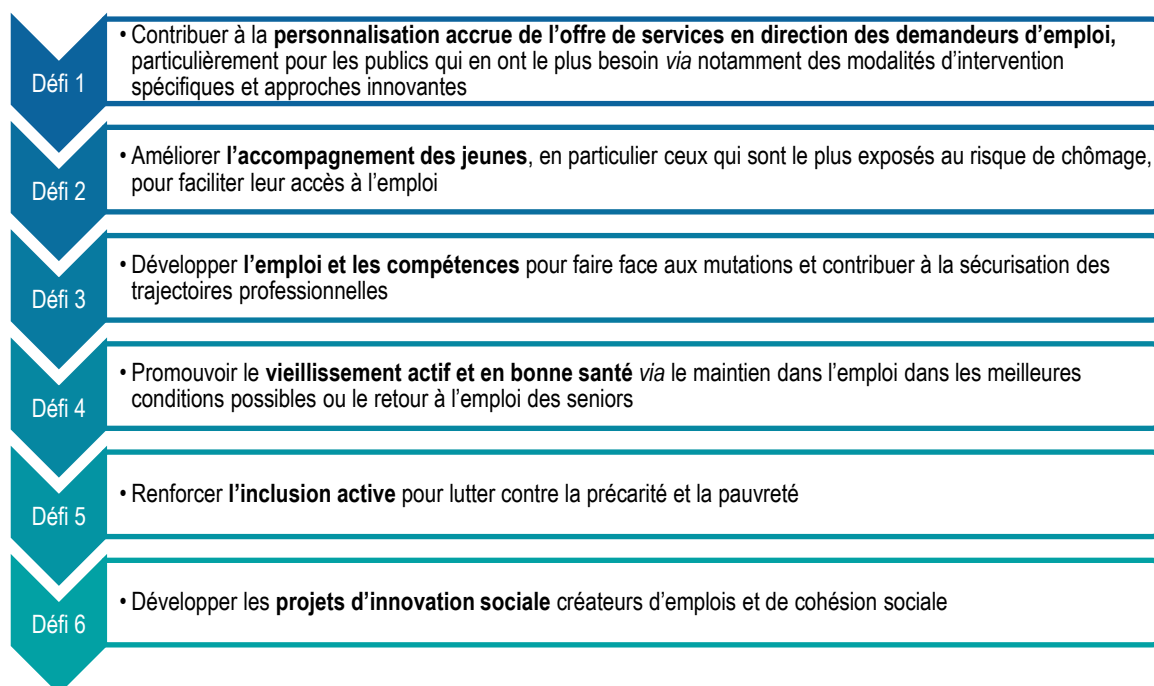 Défi 1
• Contribuer à la personnalisation accrue de l'offre de services en direction des demandeurs d'emploi,
particulièrement pour les publics qui en ont le plus besoin via notamment des modalités d'intervention
spécifiques et approches innovantes
Défi 2
• Améliorer l'accompagnement des jeunes, en particulier ceux qui sont le plus exposés au risque de chômage,
pour faciliter leur accès à l'emploi
Défi 3
• Développer l'emploi et les compétences pour faire face aux mutations et contribuer à la sécurisation des
trajectoires professionnelles
Défi 4
• Promouvoir le vieillissement actif et en bonne santé via le maintien dans l'emploi dans les meilleures
conditions possibles ou le retour à l'emploi des seniors
Défi 5
• Renforcer l'inclusion active pour lutter contre la précarité et la pauvreté
Défi 6
• Développer les projets d'innovation sociale créateurs d'emplois et de cohésion sociale